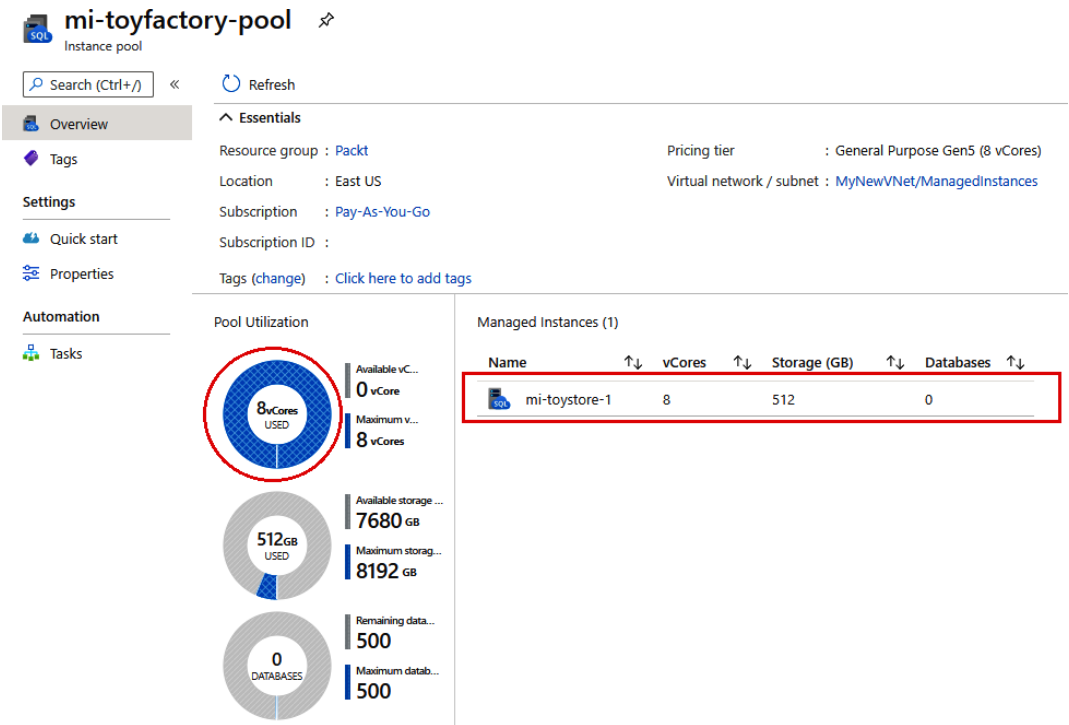 mi-toyfactory-pool
Instance pool
Search (Ctrl+/)
«
Refresh
Overview
Tags
Settings
Quick start
Properties
Automation
Tasks
Essentials
Resource group : Packt
Location : East US
Subscription : Pay-As-You-Go
Subscription ID :
Tags (change) : Click here to add tags
Pricing tier : General Purpose Gen5 (8 vCores)
Virtual network / subnet : MyNewVNet/ManagedInstances
Pool Utilization
8vCores
USED
Available vC...
0 vCore
Maximum v...
8 vCores
512GB
USED
Available storage ...
7680 GB
Maximum storag...
8192 GB
0
DATABASES
Remaining data...
500
Maximum datab...
500
Managed Instances (1)
Name ↑↓ vCores ↑↓ Storage (GB) ↑↓ Databases ↑↓
SQL mi-toystore-1 8 512 0